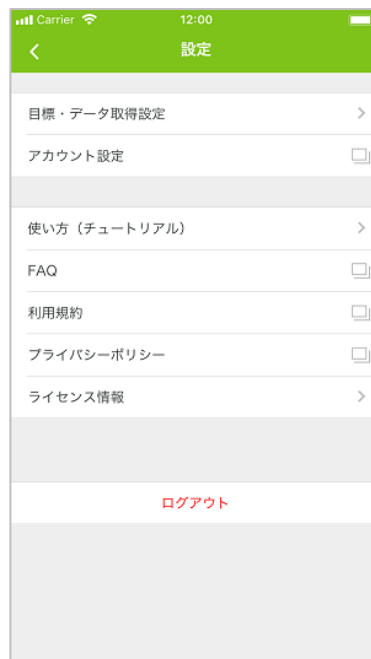 Carrier 12:00
設定
目標・データ取得設定
アカウント設定
使い方（チュートリアル）
FAQ
利用規約
プライバシーポリシー
ライセンス情報
ログアウト